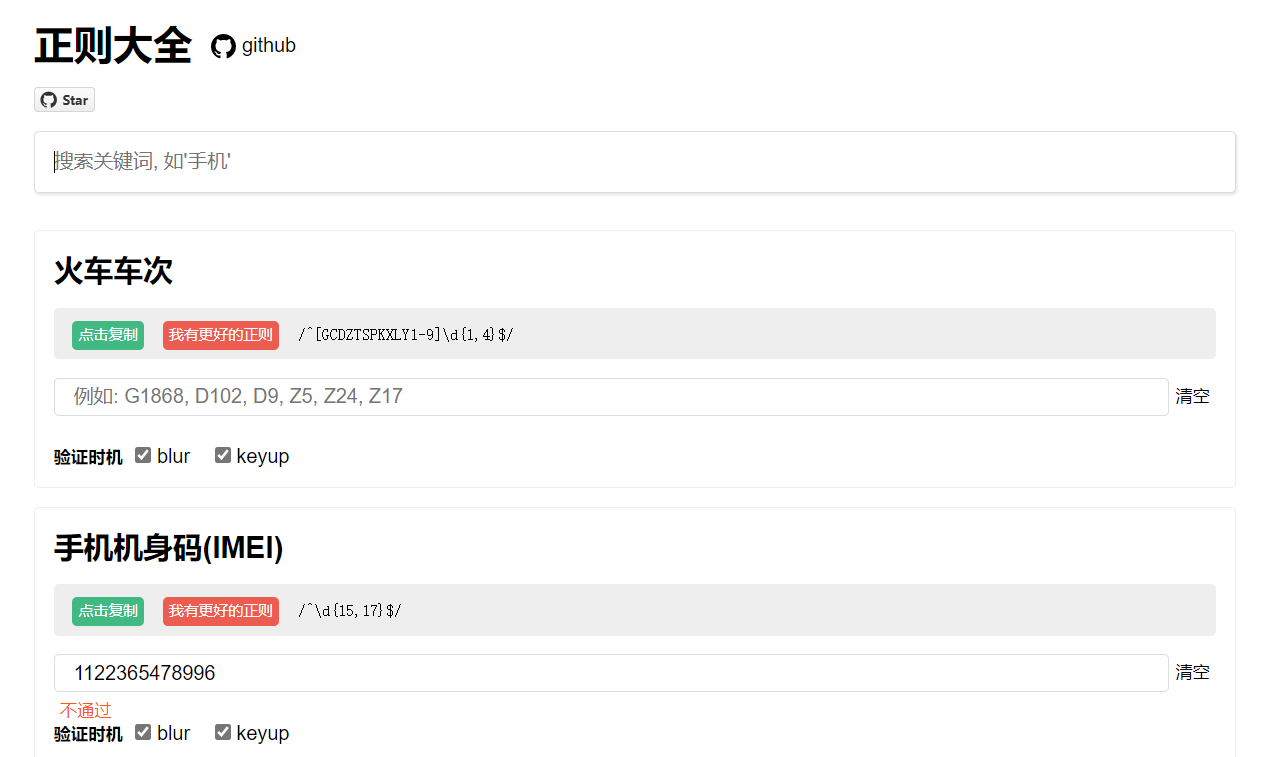 正则大全 github
Star
搜索关键词, 如'手机'
火车车次
点击复制 我有更好的正则 /^[GCDZTSPKXLY1-9]\d{1,4}$/
例如: G1868, D102, D9, Z5, Z24, Z17 清空
验证时机 blur keyup
手机机身码(IMEI)
点击复制 我有更好的正则 /^\d{15,17}$/
1122365478996 清空
不通过
验证时机 blur keyup